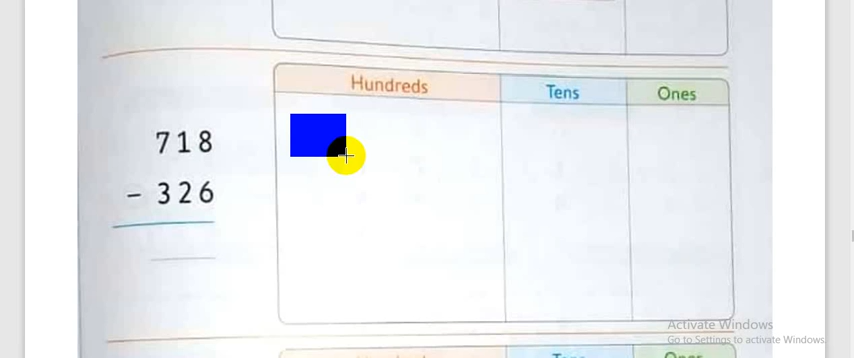 Hundreds Tens Ones
718
- 326
Activate Windows
Go to Settings to activate Windows.